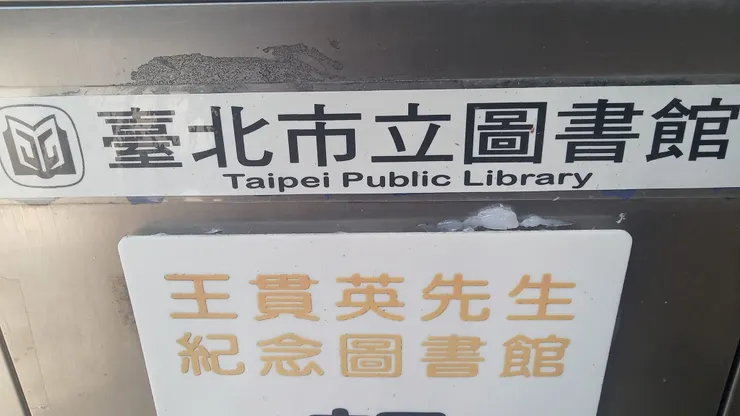 臺北市立圖書館
Taipei Public Library
王貫英先生
紀念圖書館